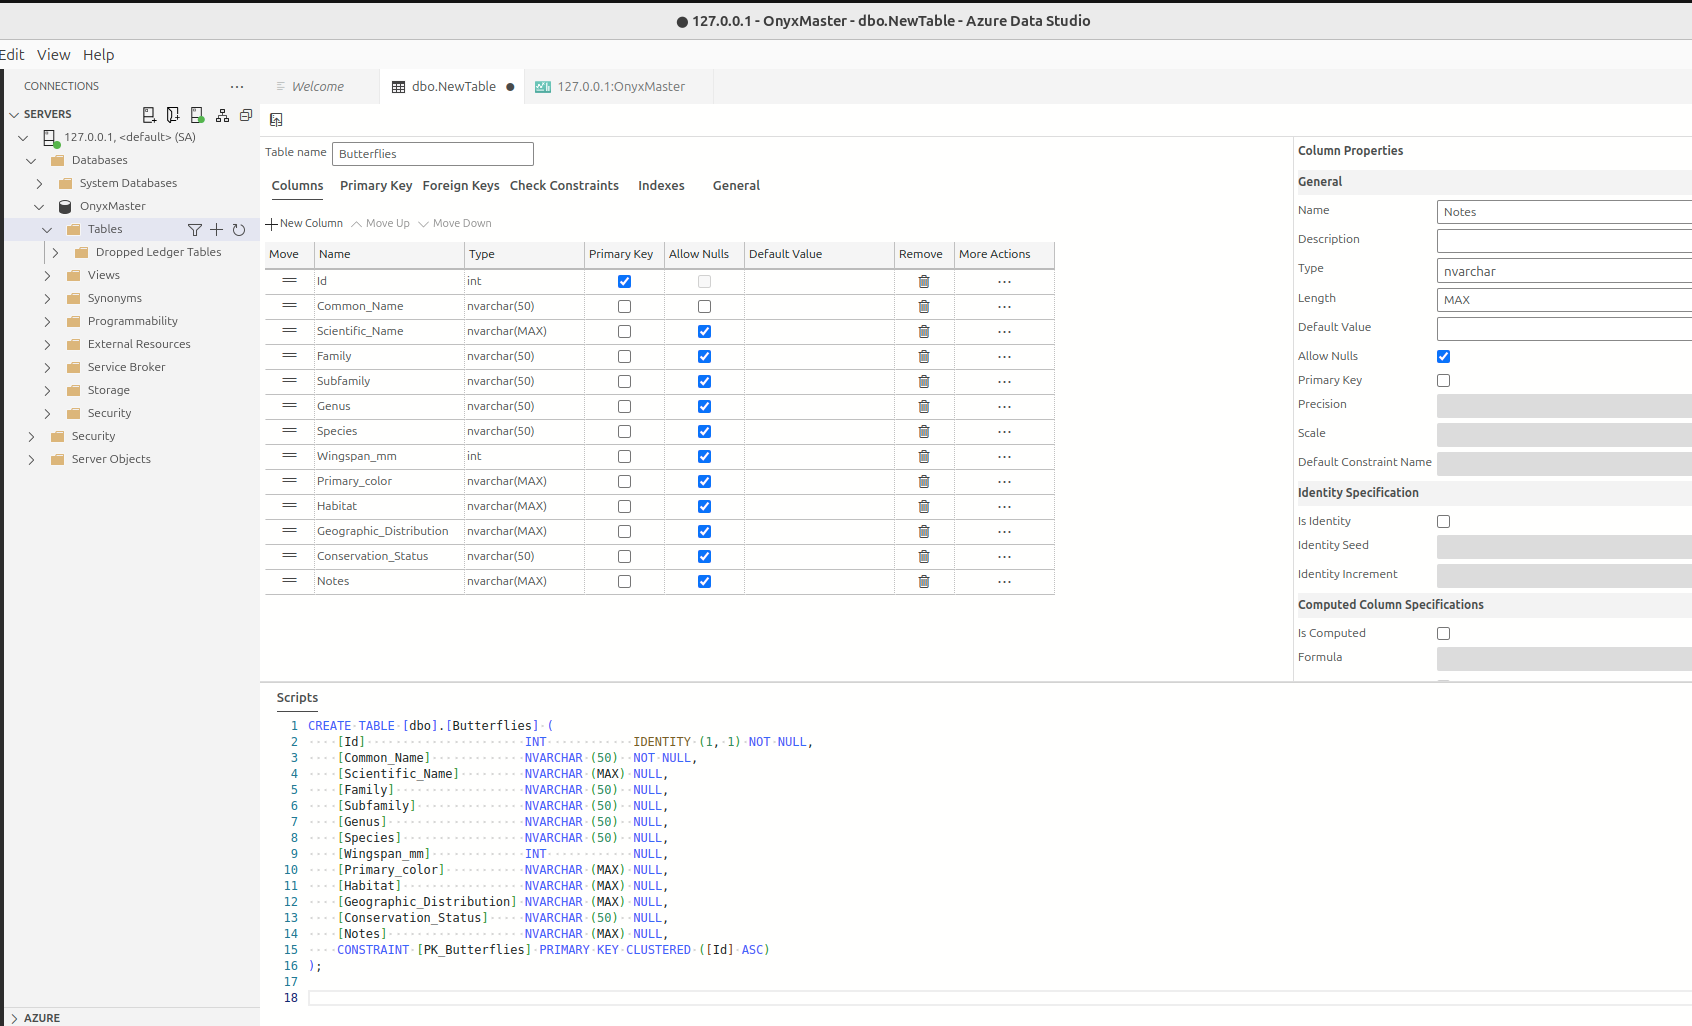 127.0.0.1 - OnyxMaster - dbo.NewTable - Azure Data Studio
Edit View Help
CONNECTIONS
SERVERS
127.0.0.1, <default> (SA)
Databases
System Databases
OnyxMaster
Tables
Dropped Ledger Tables
Views
Synonyms
Programmability
External Resources
Service Broker
Storage
Security
Security
Server Objects
AZURE
Welcome
dbo.NewTable
127.0.0.1:OnyxMaster
Table name Butterflies
Columns Primary Key Foreign Keys Check Constraints Indexes General
New Column Move Up Move Down
Move Name Type Primary Key Allow Nulls Default Value Remove More Actions
Id int
Common_Name nvarchar(50)
Scientific_Name nvarchar(MAX)
Family nvarchar(50)
Subfamily nvarchar(50)
Genus nvarchar(50)
Species nvarchar(50)
Wingspan_mm int
Primary_color nvarchar(MAX)
Habitat nvarchar(MAX)
Geographic_Distribution nvarchar(MAX)
Conservation_Status nvarchar(50)
Notes nvarchar(MAX)
Column Properties
General
Name Notes
Description
Type nvarchar
Length MAX
Default Value
Allow Nulls
Primary Key
Precision
Scale
Default Constraint Name
Identity Specification
Is Identity
Identity Seed
Identity Increment
Computed Column Specifications
Is Computed
Formula
Scripts
1 CREATE TABLE [dbo].[Butterflies] (
2 [Id] INT IDENTITY (1, 1) NOT NULL,
3 [Common_Name] NVARCHAR (50) NOT NULL,
4 [Scientific_Name] NVARCHAR (MAX) NULL,
5 [Family] NVARCHAR (50) NULL,
6 [Subfamily] NVARCHAR (50) NULL,
7 [Genus] NVARCHAR (50) NULL,
8 [Species] NVARCHAR (50) NULL,
9 [Wingspan_mm] INT NULL,
10 [Primary_color] NVARCHAR (MAX) NULL,
11 [Habitat] NVARCHAR (MAX) NULL,
12 [Geographic_Distribution] NVARCHAR (MAX) NULL,
13 [Conservation_Status] NVARCHAR (50) NULL,
14 [Notes] NVARCHAR (MAX) NULL,
15 CONSTRAINT [PK_Butterflies] PRIMARY KEY CLUSTERED ([Id] ASC)
16 );
17
18